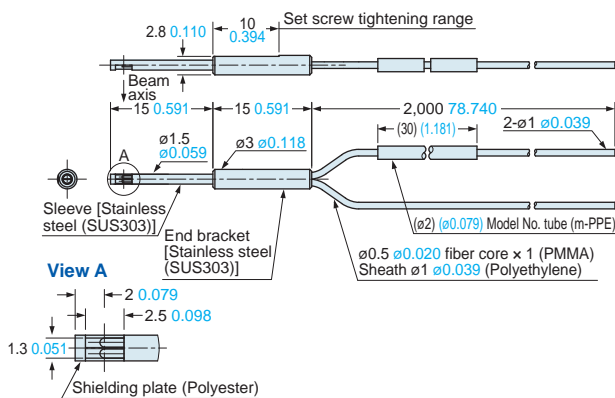 10
0.394
Set screw tightening range
2.8 0.110
Beam
axis
15 0.591
15 0.591
2,000 78.740
(30) (1.181)
2-ø1 ø0.039
ø1.5
ø0.059
ø3 ø0.118
A
Sleeve [Stainless
steel (SUS303)]
End bracket
[Stainless steel
(SUS303)]
(ø2) (ø0.079) Model No. tube (m-PPE)
ø0.5 ø0.020 fiber core × 1 (PMMA)
Sheath ø1 ø0.039 (Polyethylene)
View A
2 0.079
2.5 0.098
1.3 0.051
Shielding plate (Polyester)